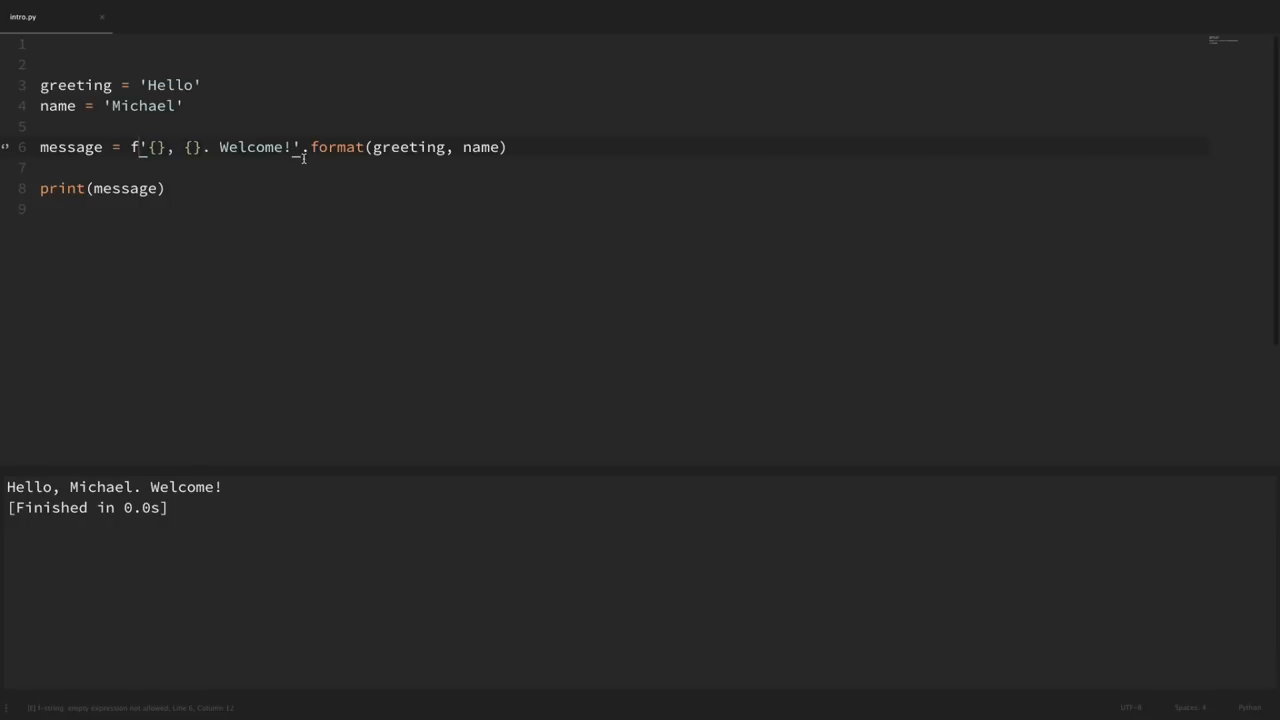 intro.py ×
1
2
3 greeting = 'Hello'
4 name = 'Michael'
5
6 message = f'{}, {}. Welcome!'.format(greeting, name)
7
8 print(message)
9
Hello, Michael. Welcome!
[Finished in 0.0s]
[E] f-string: empty expression not allowed, Line 5, Column 12 UTF-8 Spaces: 4 Python